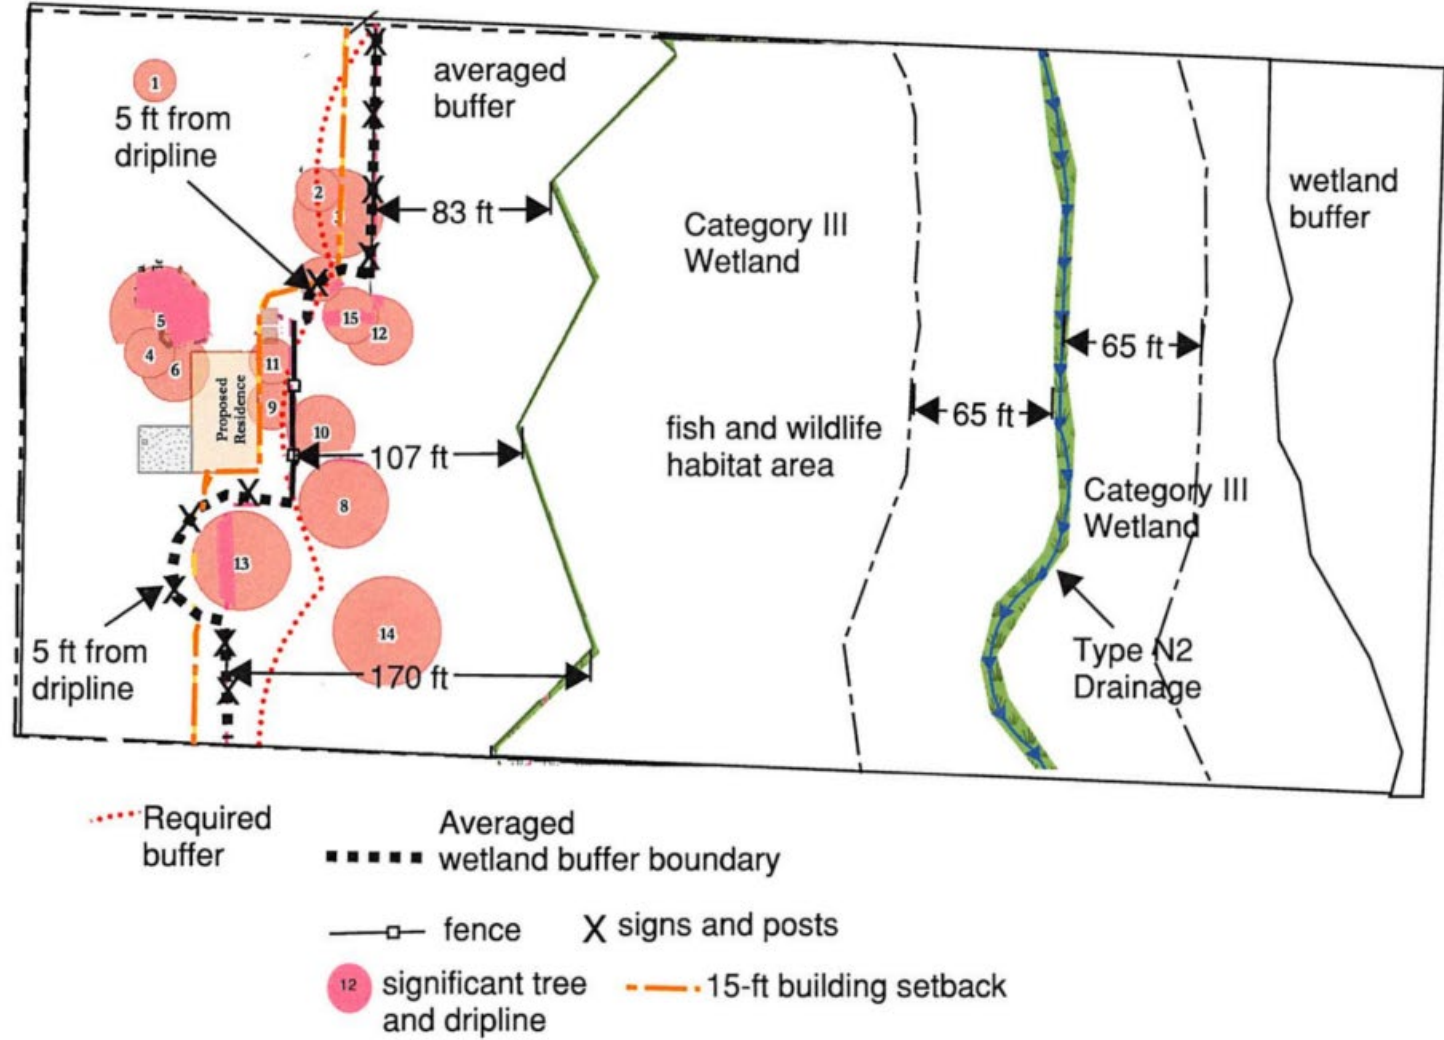 1
averaged
buffer
5 ft from
dripline
2
3
83 ft
Category III
Wetland
wetland
buffer
5
15
12
4
6
11
Proposed
Residence
9
10
65 ft
65 ft
fish and wildlife
habitat area
107 ft
8
Category III
Wetland
13
14
5 ft from
dripline
170 ft
Type N2
Drainage
Required
buffer
Averaged
wetland buffer boundary
fence
X signs and posts
12
significant tree
and dripline
15-ft building setback